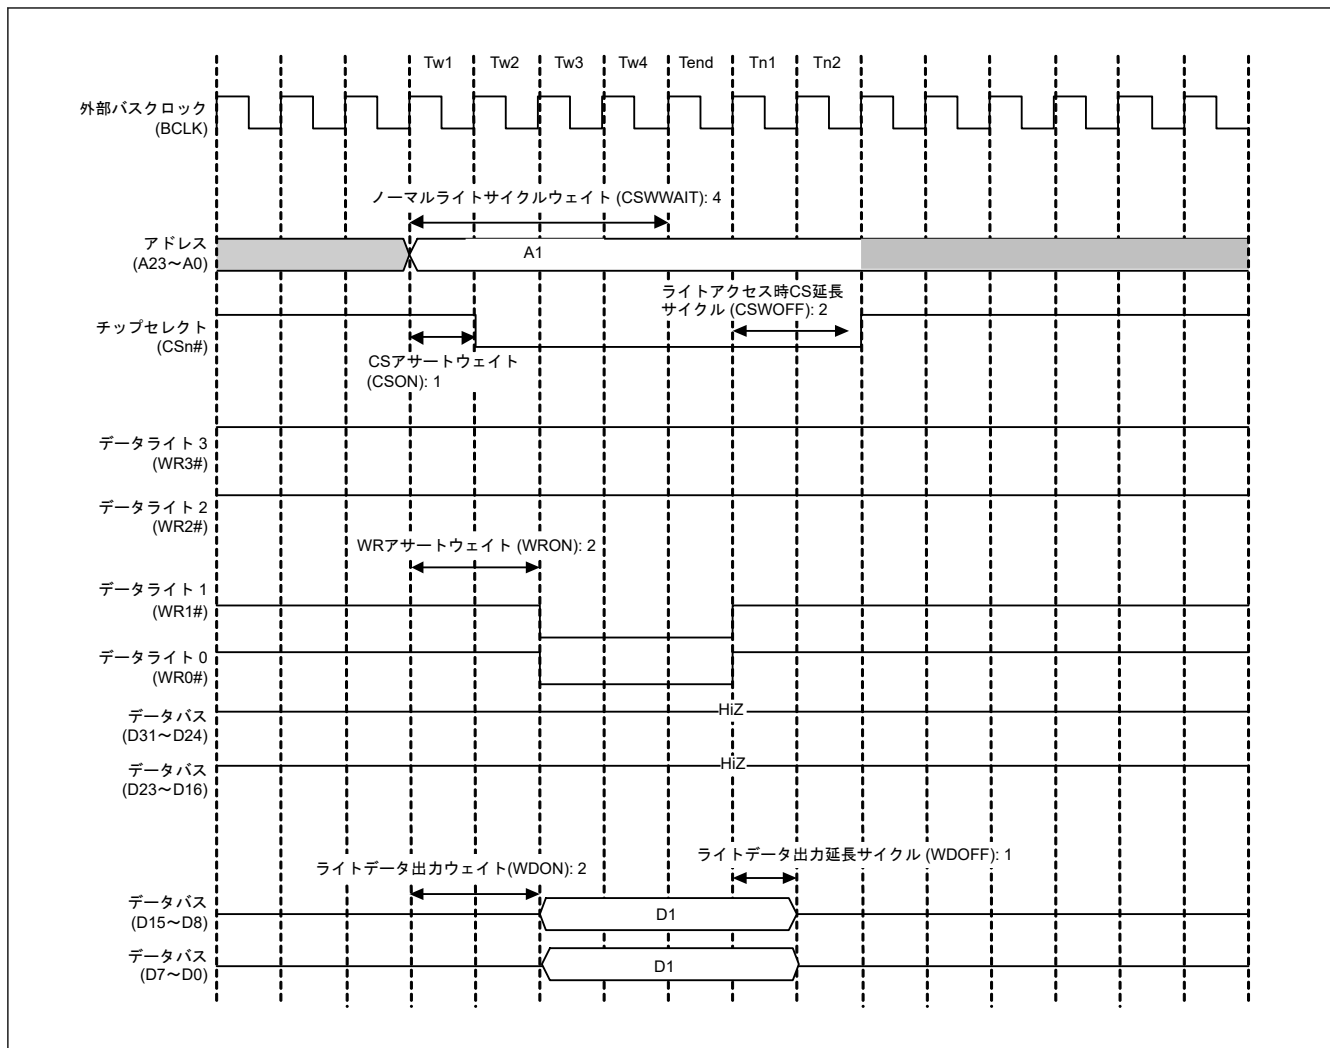 Tw1 Tw2 Tw3 Tw4 Tend Tn1 Tn2
外部バスクロック
(BCLK)
ノーマルライトサイクルウェイト (CSWWAIT): 4
アドレス
(A23～A0)
A1
ライトアクセス時CS延長
サイクル (CSWOFF): 2
チップセレクト
(CSn#)
CSアサートウェイト
(CSON): 1
データライト 3
(WR3#)
データライト 2
(WR2#)
WRアサートウェイト (WRON): 2
データライト 1
(WR1#)
データライト 0
(WR0#)
データバス
(D31～D24)
HiZ
データバス
(D23～D16)
HiZ
ライトデータ出力ウェイト(WDON): 2
ライトデータ出力延長サイクル (WDOFF): 1
データバス
(D15～D8)
D1
データバス
(D7～D0)
D1